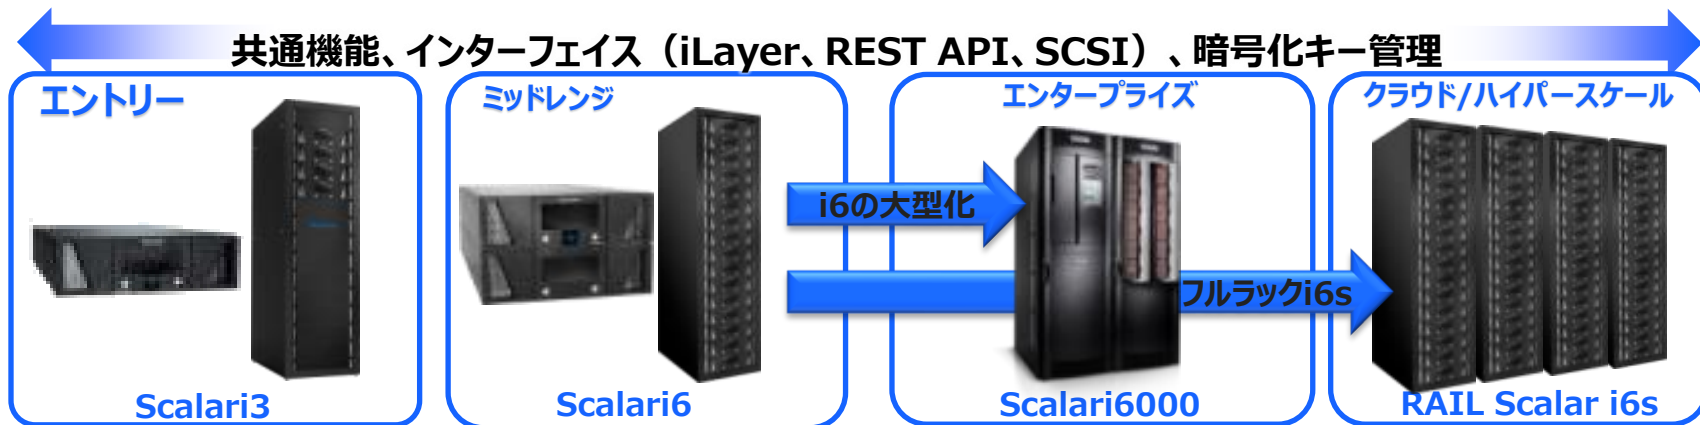 共通機能、インターフェイス（iLayer、REST API、SCSI）、暗号化キー管理
エントリー
ミッドレンジ
エンタープライズ
クラウド/ハイパースケール
i6の大型化
フルラックi6s
Scalari3
Scalari6
Scalari6000
RAIL Scalar i6s